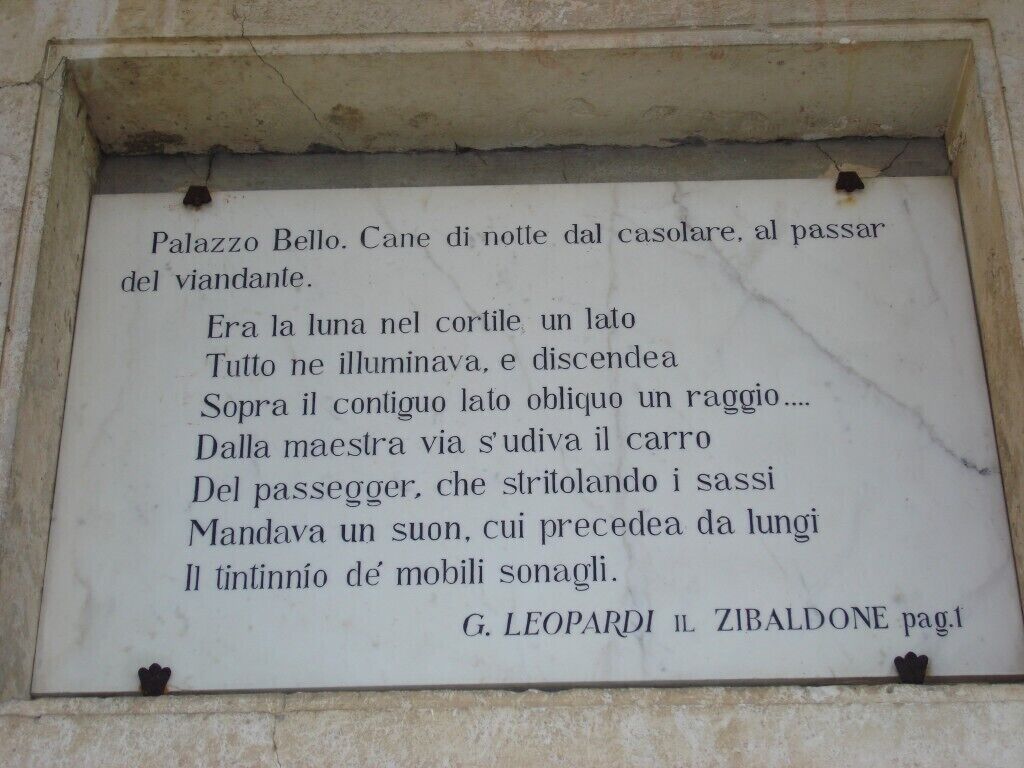 Palazzo Bello. Cane di notte dal casolare, al passar
del viandante.
Era la luna nel cortile un lato
Tutto ne illuminava, e discendea
Sopra il contiguo lato obliquo un raggio....
Dalla maestra via s'udiva il carro
Del passegger, che stritolando i sassi
Mandava un suon, cui precedea da lungi
Il tintinnío de' mobili sonagli.
G. LEOPARDI IL ZIBALDONE pag.1